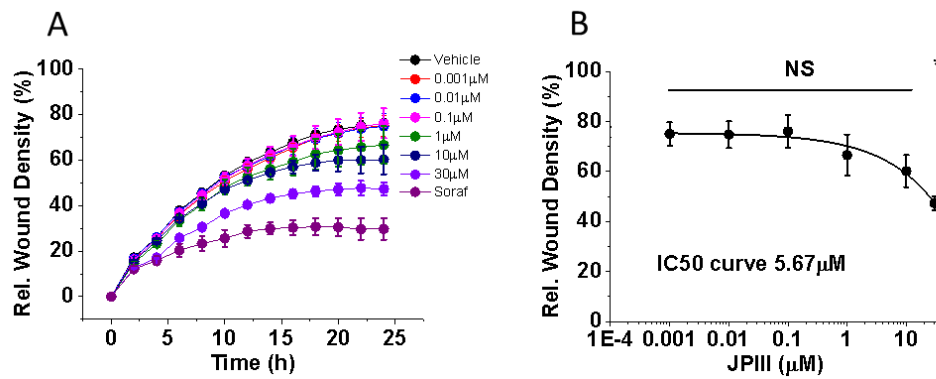 A
Rel. Wound Density (%)
100
80
60
40
20
0
0
5
10
15
20
25
Time (h)
Vehicle
0.001µM
0.01µM
0.1µM
1µM
10µM
30µM
Soraf
B
Rel. Wound Density (%)
100
80
60
40
20
0
NS
*
IC50 curve 5.67µM
1E-4
0.001
0.01
0.1
1
10
JPIII (µM)